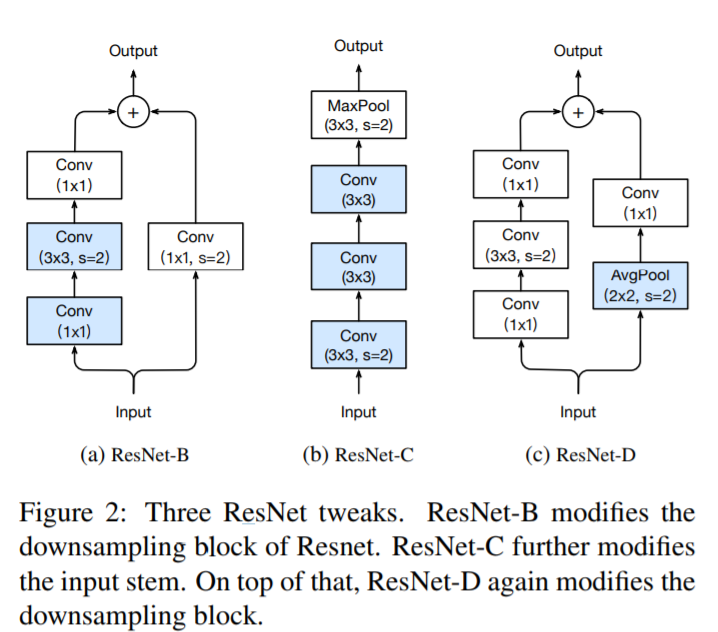 Output
+
Conv
(1x1)
Conv
(3x3, s=2)
Conv
(1x1, s=2)
Conv
(1x1)
Input
(a) ResNet-B
Output
MaxPool
(3x3, s=2)
Conv
(3x3)
Conv
(3x3)
Conv
(3x3, s=2)
Input
(b) ResNet-C
Output
+
Conv
(1x1)
Conv
(1x1)
Conv
(3x3, s=2)
AvgPool
(2x2, s=2)
Conv
(1x1)
Input
(c) ResNet-D
Figure 2: Three ResNet tweaks. ResNet-B modifies the
downsampling block of Resnet. ResNet-C further modifies
the input stem. On top of that, ResNet-D again modifies the
downsampling block.